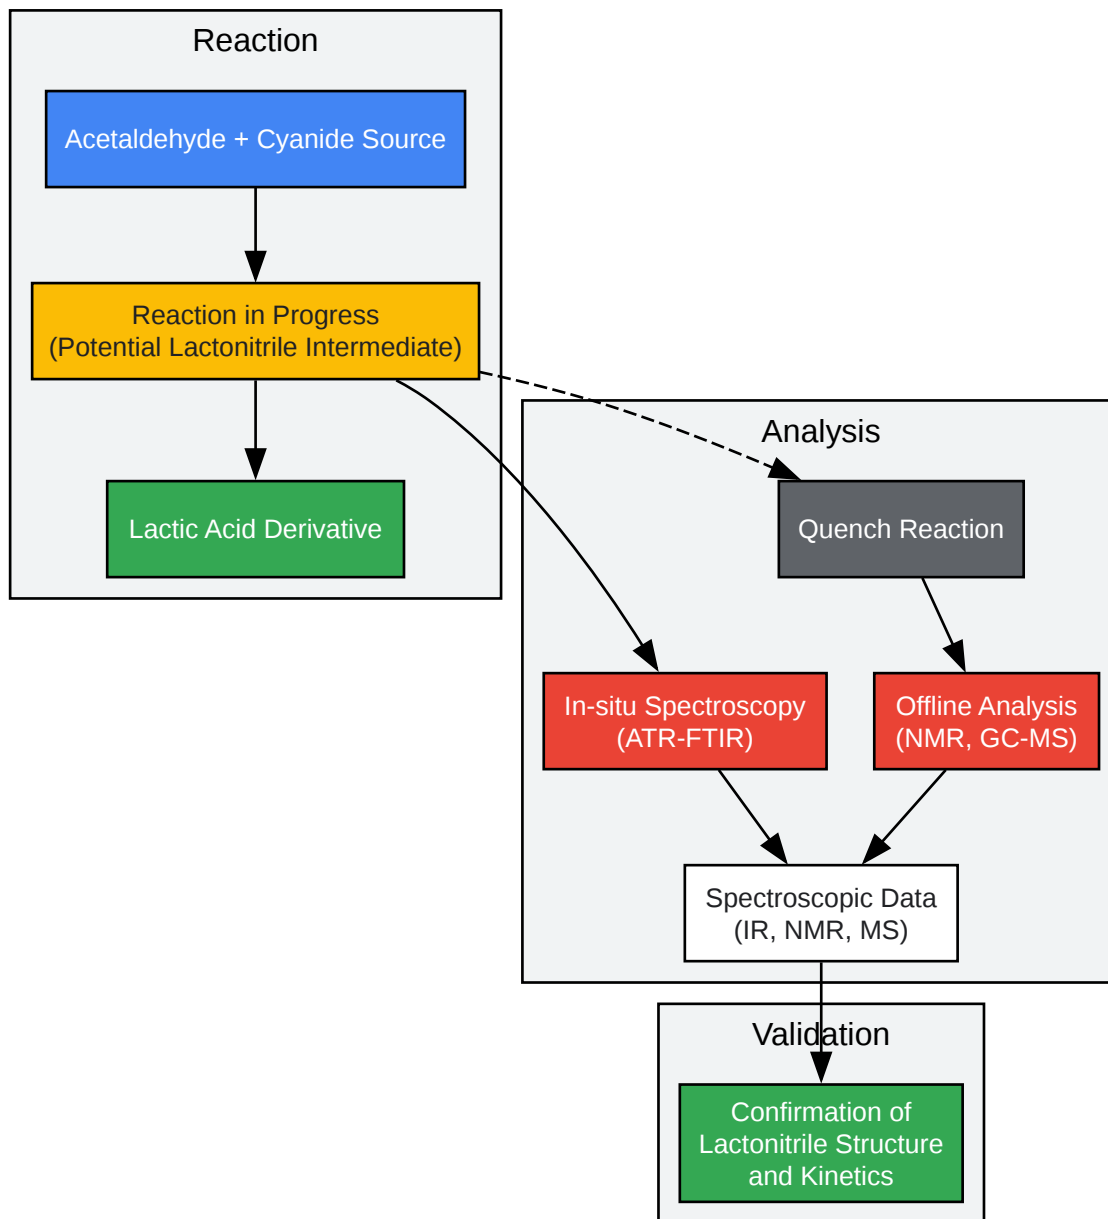 Reaction
Acetaldehyde + Cyanide Source
Reaction in Progress
(Potential Lactonitrile Intermediate)
Lactic Acid Derivative
Analysis
Quench Reaction
In-situ Spectroscopy
(ATR-FTIR)
Offline Analysis
(NMR, GC-MS)
Spectroscopic Data
(IR, NMR, MS)
Validation
Confirmation of
Lactonitrile Structure
and Kinetics